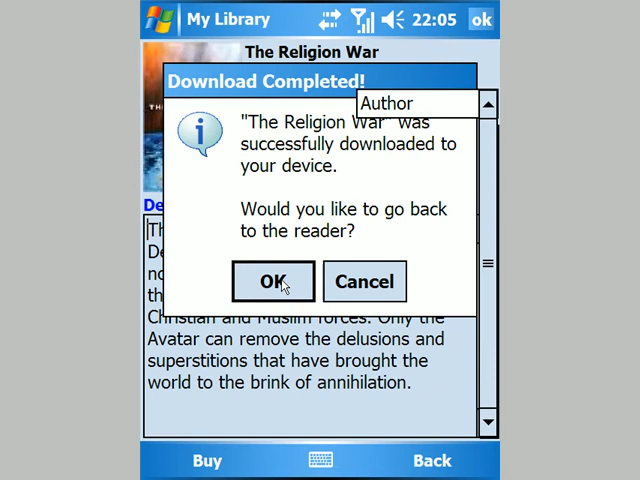 My Library 22:05 ok
The Religion War
Download Completed!
Author
"The Religion War" was
successfully downloaded to
your device.
Would you like to go back
to the reader?
OK Cancel
Christian and Muslim forces. Only the
Avatar can remove the delusions and
superstitions that have brought the
world to the brink of annihilation.
Buy Back